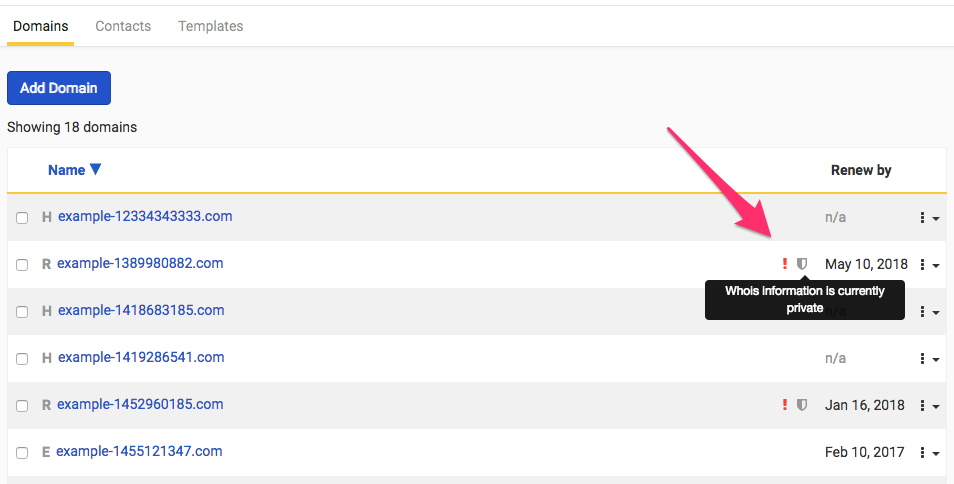 Domains Contacts Templates
Add Domain
Showing 18 domains
Name ▼ Renew by
H example-12334343333.com n/a
R example-1389980882.com ! May 10, 2018
Whois information is currently
private
H example-1418683185.com n/a
H example-1419286541.com n/a
R example-1452960185.com ! Jan 16, 2018
E example-1455121347.com Feb 10, 2017